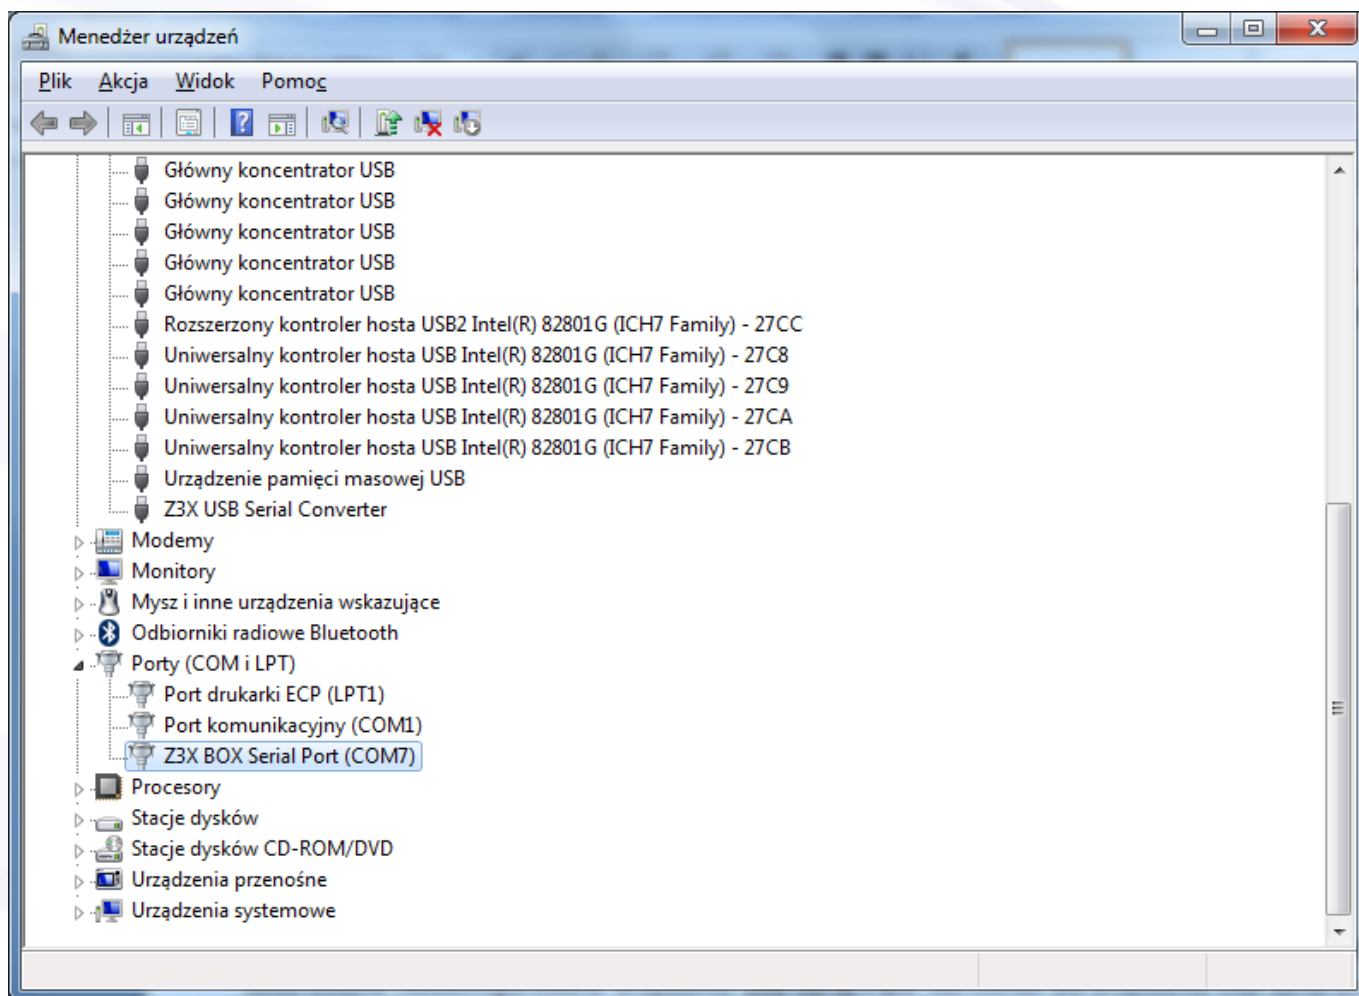 Menedżer urządzeń
Plik Akcja Widok Pomoc
Główny koncentrator USB
Główny koncentrator USB
Główny koncentrator USB
Główny koncentrator USB
Główny koncentrator USB
Rozszerzony kontroler hosta USB2 Intel(R) 82801G (ICH7 Family) - 27CC
Uniwersalny kontroler hosta USB Intel(R) 82801G (ICH7 Family) - 27C8
Uniwersalny kontroler hosta USB Intel(R) 82801G (ICH7 Family) - 27C9
Uniwersalny kontroler hosta USB Intel(R) 82801G (ICH7 Family) - 27CA
Uniwersalny kontroler hosta USB Intel(R) 82801G (ICH7 Family) - 27CB
Urządzenie pamięci masowej USB
Z3X USB Serial Converter
Modemy
Monitory
Mysz i inne urządzenia wskazujące
Odbiorniki radiowe Bluetooth
Porty (COM i LPT)
Port drukarki ECP (LPT1)
Port komunikacyjny (COM1)
Z3X BOX Serial Port (COM7)
Procesory
Stacje dysków
Stacje dysków CD-ROM/DVD
Urządzenia przenośne
Urządzenia systemowe